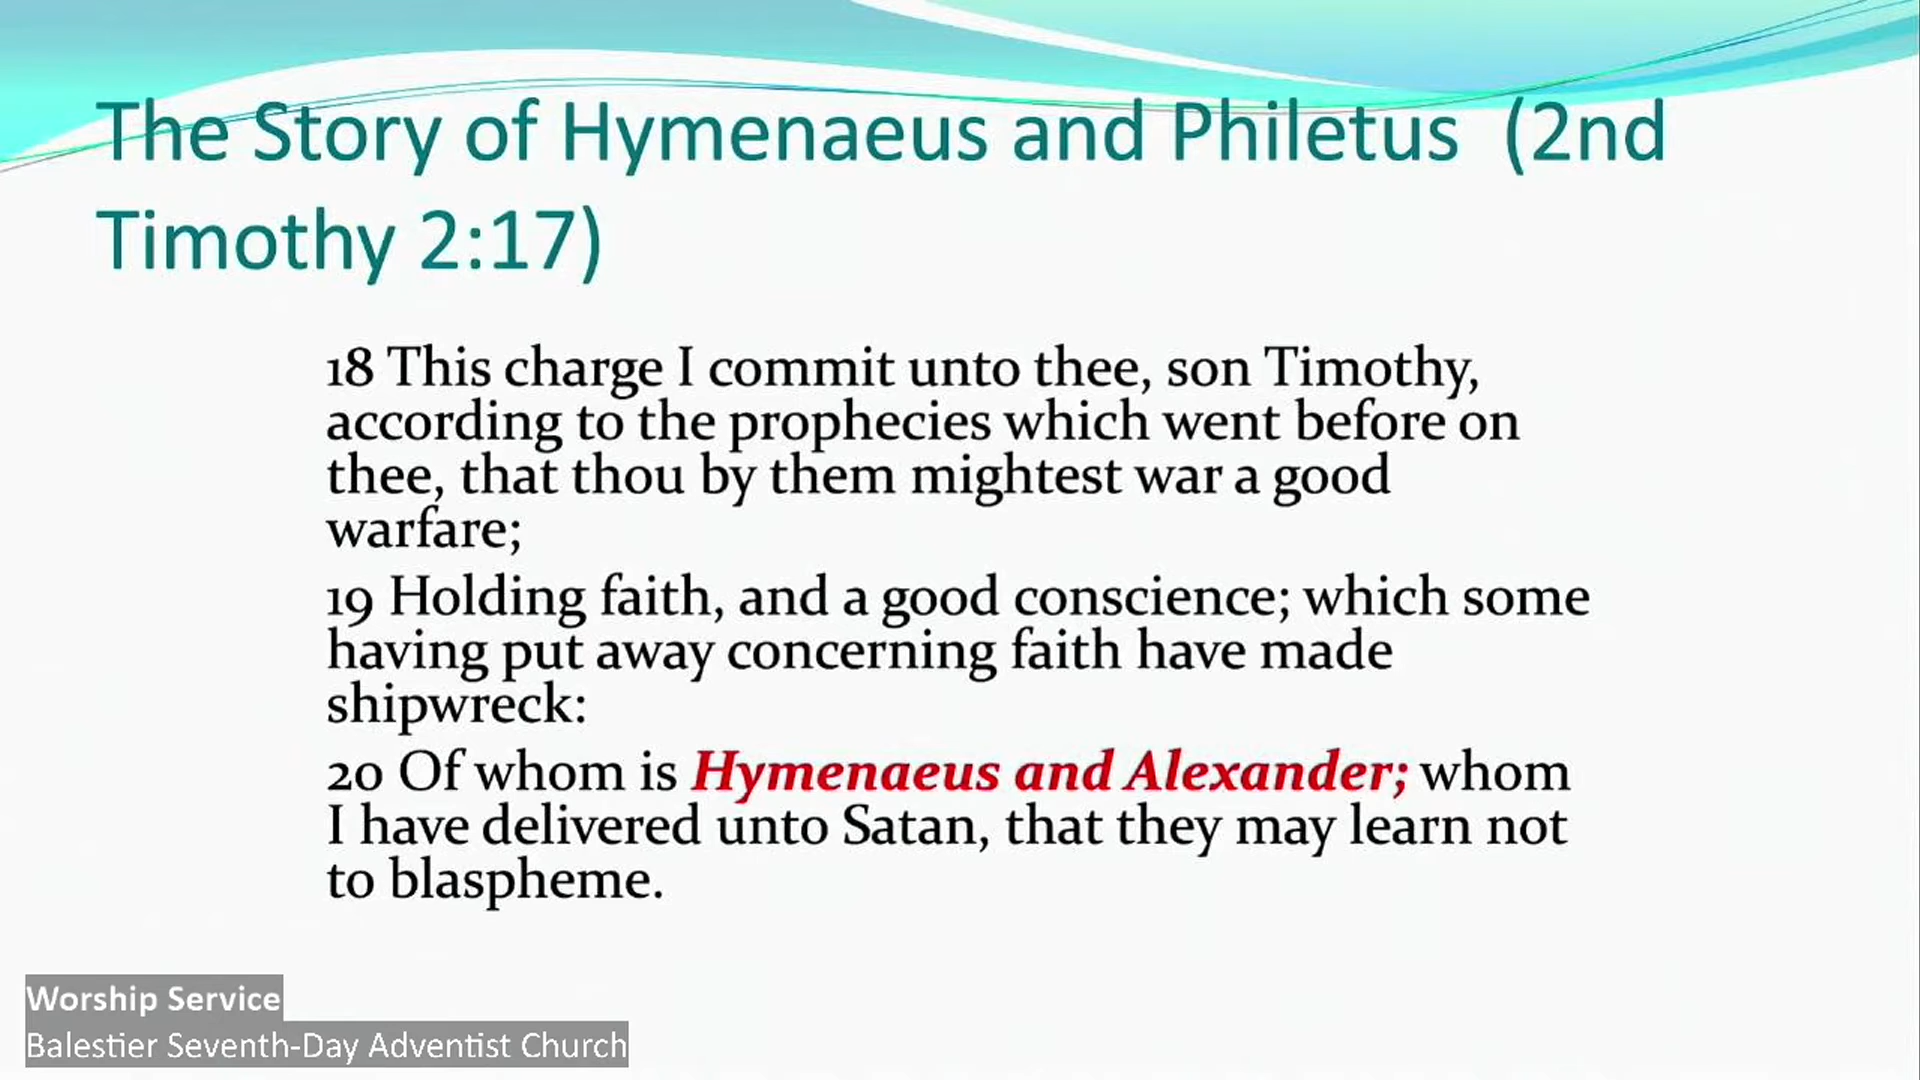 The Story of Hymenaeus and Philetus (2nd
Timothy 2:17)
18 This charge I commit unto thee, son Timothy,
according to the prophecies which went before on
thee, that thou by them mightest war a good
warfare;
19 Holding faith, and a good conscience; which some
having put away concerning faith have made
shipwreck:
20 Of whom is Hymenaeus and Alexander; whom
I have delivered unto Satan, that they may learn not
to blaspheme.
Worship Service
Balestier Seventh-Day Adventist Church